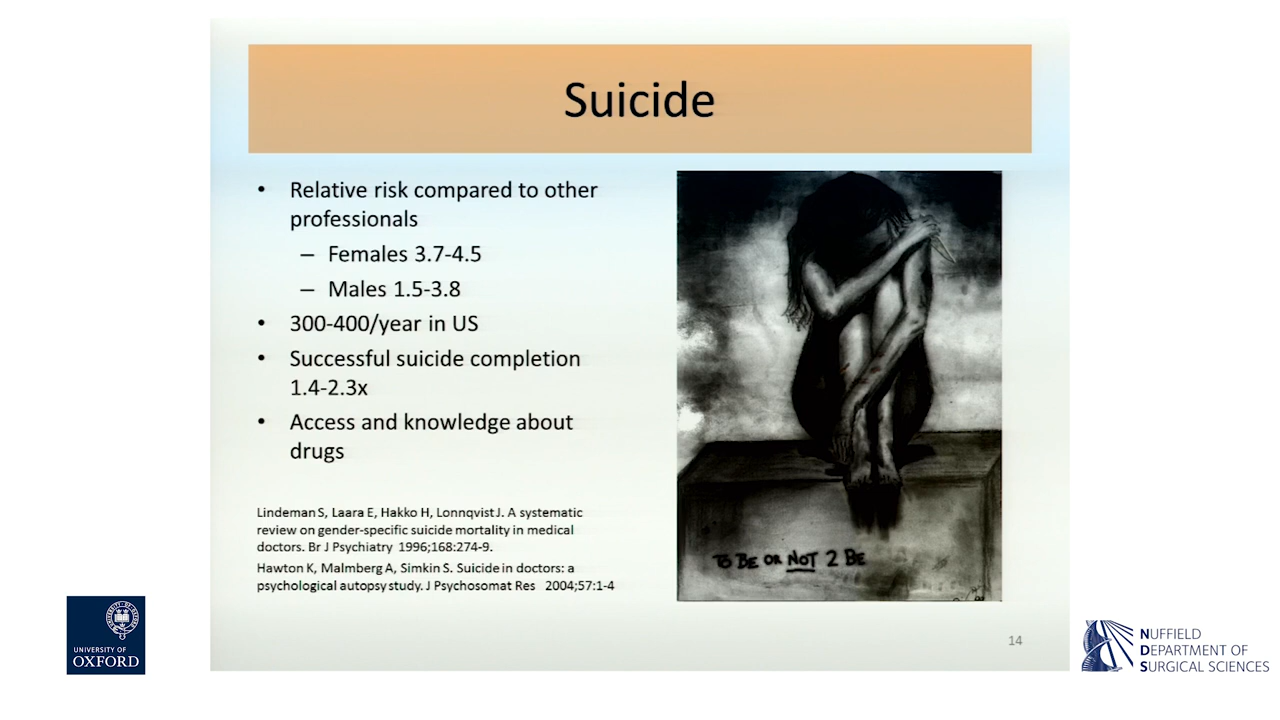 Suicide
• Relative risk compared to other
professionals
– Females 3.7-4.5
– Males 1.5-3.8
• 300-400/year in US
• Successful suicide completion
1.4-2.3x
• Access and knowledge about
drugs
Lindeman S, Laara E, Hakko H, Lonnqvist J. A systematic
review on gender-specific suicide mortality in medical
doctors. Br J Psychiatry 1996;168:274-9.
Hawton K, Malmberg A, Simkin S. Suicide in doctors: a
psychological autopsy study. J Psychosomat Res 2004;57:1-4
TO BE OR NOT 2 BE
14
UNIVERSITY OF
OXFORD
NUFFIELD
DEPARTMENT OF
SURGICAL SCIENCES